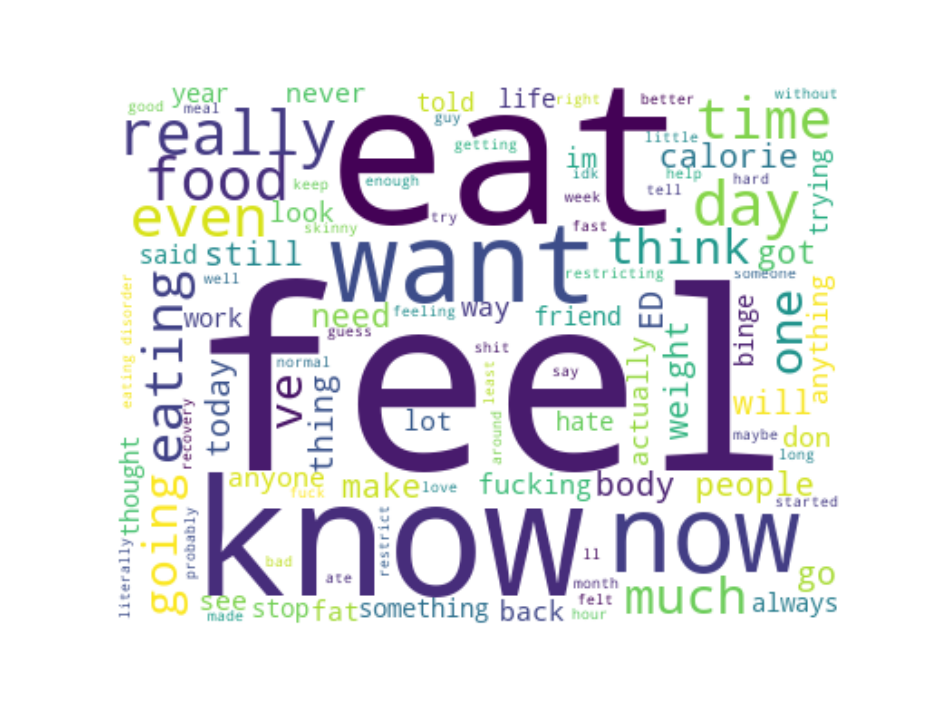 year
never
good
meal
told
life
right
better
without
guy
eat
really
time
little
getting
im
calorie
food
keep
enough
idk
help
hard
trying
tell
week
day
even
look
skinny
try
fast
want
think
got
said
still
restricting
someone
well
eating disorder
eating
work
need
feeling
way
friend
ED
binge
one
anything
guess
feel
shit
normal
today
ve
thing
say
actually
weight
least
around
lot
hate
will
maybe
don
long
recovery
thought
anyone
fuck
make
love
fucking
body
people
started
going
literally
probably
know
restrict
now
bad
ate
ll
month
felt
go
much
always
see
made
stop
fat
something
back
hour